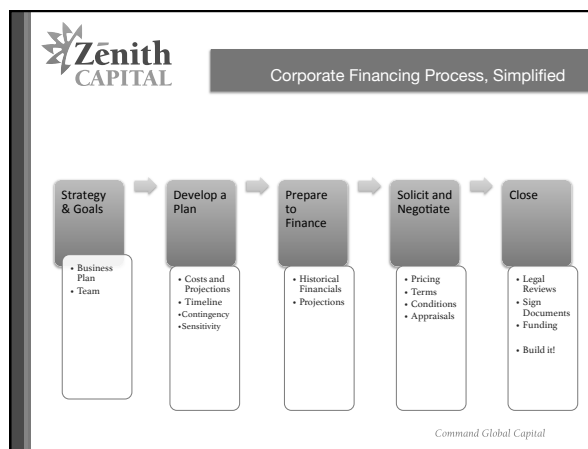 Zēnith
CAPITAL
Corporate Financing Process, Simplified
Strategy
& Goals
• Business
Plan
• Team
Develop a
Plan
• Costs and
Projections
• Timeline
•Contingency
•Sensitivity
Prepare
to
Finance
• Historical
Financials
• Projections
Solicit and
Negotiate
• Pricing
• Terms
• Conditions
• Appraisals
Close
• Legal
Reviews
• Sign
Documents
• Funding
• Build it!
Command Global Capital